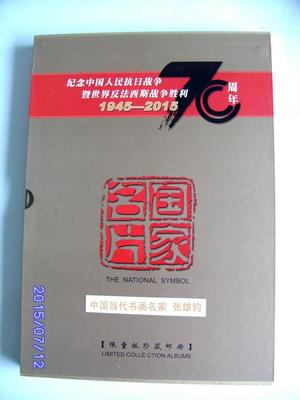 纪念中国人民抗日战争
暨世界反法西斯战争胜利
1945—2015
70
周年
国家
名片
THE NATIONAL SYMBOL
中国当代书画名家 张雄钧
【限量版珍藏邮册】
LIMITED COLLECTION ALBUMS
2015/07/12